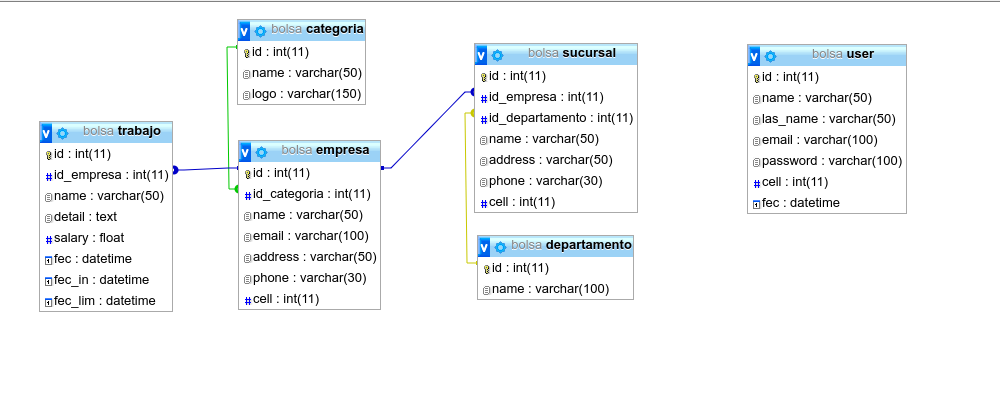 bolsa categoria
id : int(11)
name : varchar(50)
logo : varchar(150)
bolsa sucursal
id : int(11)
id_empresa : int(11)
id_departamento : int(11)
name : varchar(50)
address : varchar(50)
phone : varchar(30)
cell : int(11)
bolsa user
id : int(11)
name : varchar(50)
las_name : varchar(50)
email : varchar(100)
password : varchar(100)
cell : int(11)
fec : datetime
bolsa trabajo
id : int(11)
id_empresa : int(11)
name : varchar(50)
detail : text
salary : float
fec : datetime
fec_in : datetime
fec_lim : datetime
bolsa empresa
id : int(11)
id_categoria : int(11)
name : varchar(50)
email : varchar(100)
address : varchar(50)
phone : varchar(30)
cell : int(11)
bolsa departamento
id : int(11)
name : varchar(100)